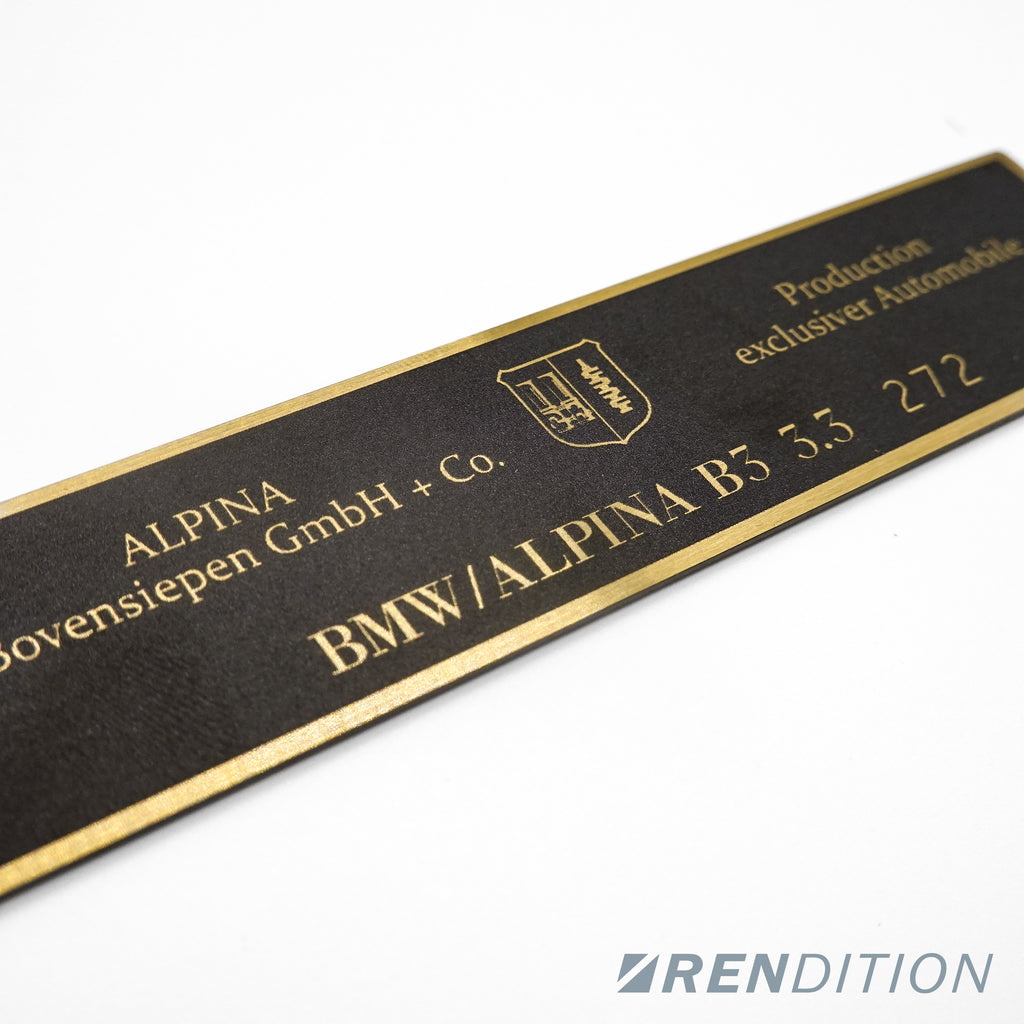 ALPINA
Bovensiepen GmbH + Co.
Production
exclusiver Automobile
BMW/ALPINA B3 3.3 272
RENDITION